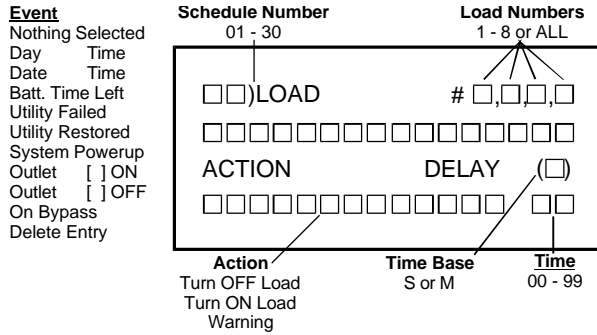 Event
Nothing Selected
Day Time
Date Time
Batt. Time Left
Utility Failed
Utility Restored
System Powerup
Outlet [ ] ON
Outlet [ ] OFF
On Bypass
Delete Entry
Schedule Number
01 - 30
Load Numbers
1 - 8 or ALL
□□)LOAD # □,□,□,□
□□□□□□□□□□□□□□□□
ACTION DELAY (□)
□□□□□□□□□□□□□ □□
Action
Turn OFF Load
Turn ON Load
Warning
Time Base
S or M
Time
00 - 99